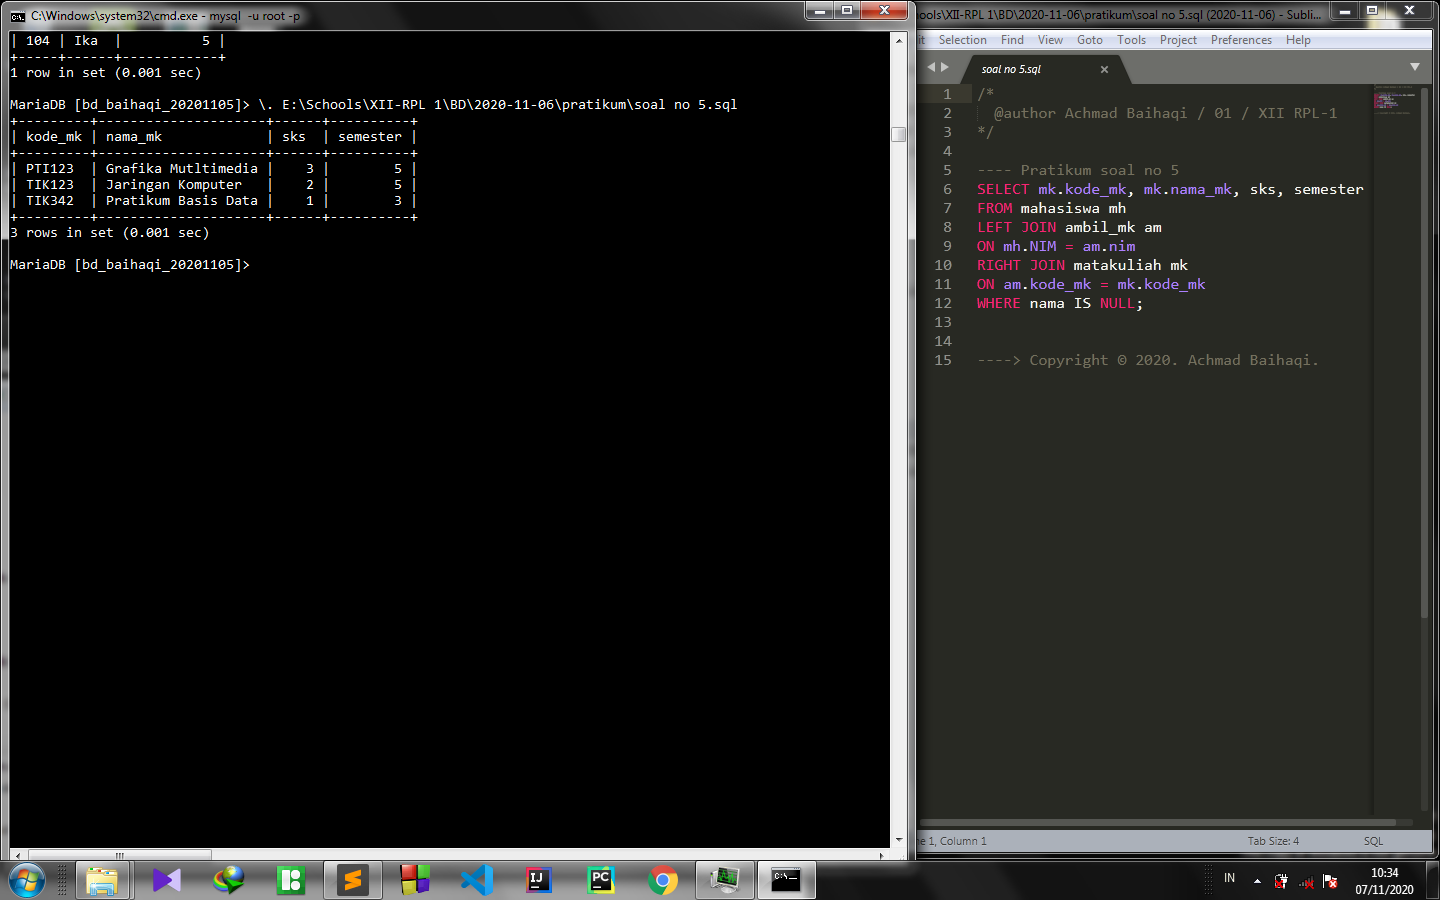 C:\Windows\system32\cmd.exe - mysql -u root -p
| 104 | Ika  |          5 |
+-----+------+------------+
1 row in set (0.001 sec)
MariaDB [bd_baihaqi_20201105]> \. E:\Schools\XII-RPL 1\BD\2020-11-06\pratikum\soal no 5.sql
+---------+---------------------+------+----------+
| kode_mk | nama_mk             | sks  | semester |
+---------+---------------------+------+----------+
| PTI123  | Grafika Mutltimedia |    3 |        5 |
| TIK123  | Jaringan Komputer   |    2 |        5 |
| TIK342  | Pratikum Basis Data |    1 |        3 |
+---------+---------------------+------+----------+
3 rows in set (0.001 sec)
MariaDB [bd_baihaqi_20201105]>
ools\XII-RPL 1\BD\2020-11-06\pratikum\soal no 5.sql (2020-11-06) - Subli...
it Selection Find View Goto Tools Project Preferences Help
soal no 5.sql
1 /*
2 @author Achmad Baihaqi / 01 / XII RPL-1
3 */
4
5 ---- Pratikum soal no 5
6 SELECT mk.kode_mk, mk.nama_mk, sks, semester
7 FROM mahasiswa mh
8 LEFT JOIN ambil_mk am
9 ON mh.NIM = am.nim
10 RIGHT JOIN matakuliah mk
11 ON am.kode_mk = mk.kode_mk
12 WHERE nama IS NULL;
13
14
15 ----> Copyright © 2020. Achmad Baihaqi.
e 1, Column 1 Tab Size: 4 SQL
IJ
PC
C:\_
IN
10:34
07/11/2020